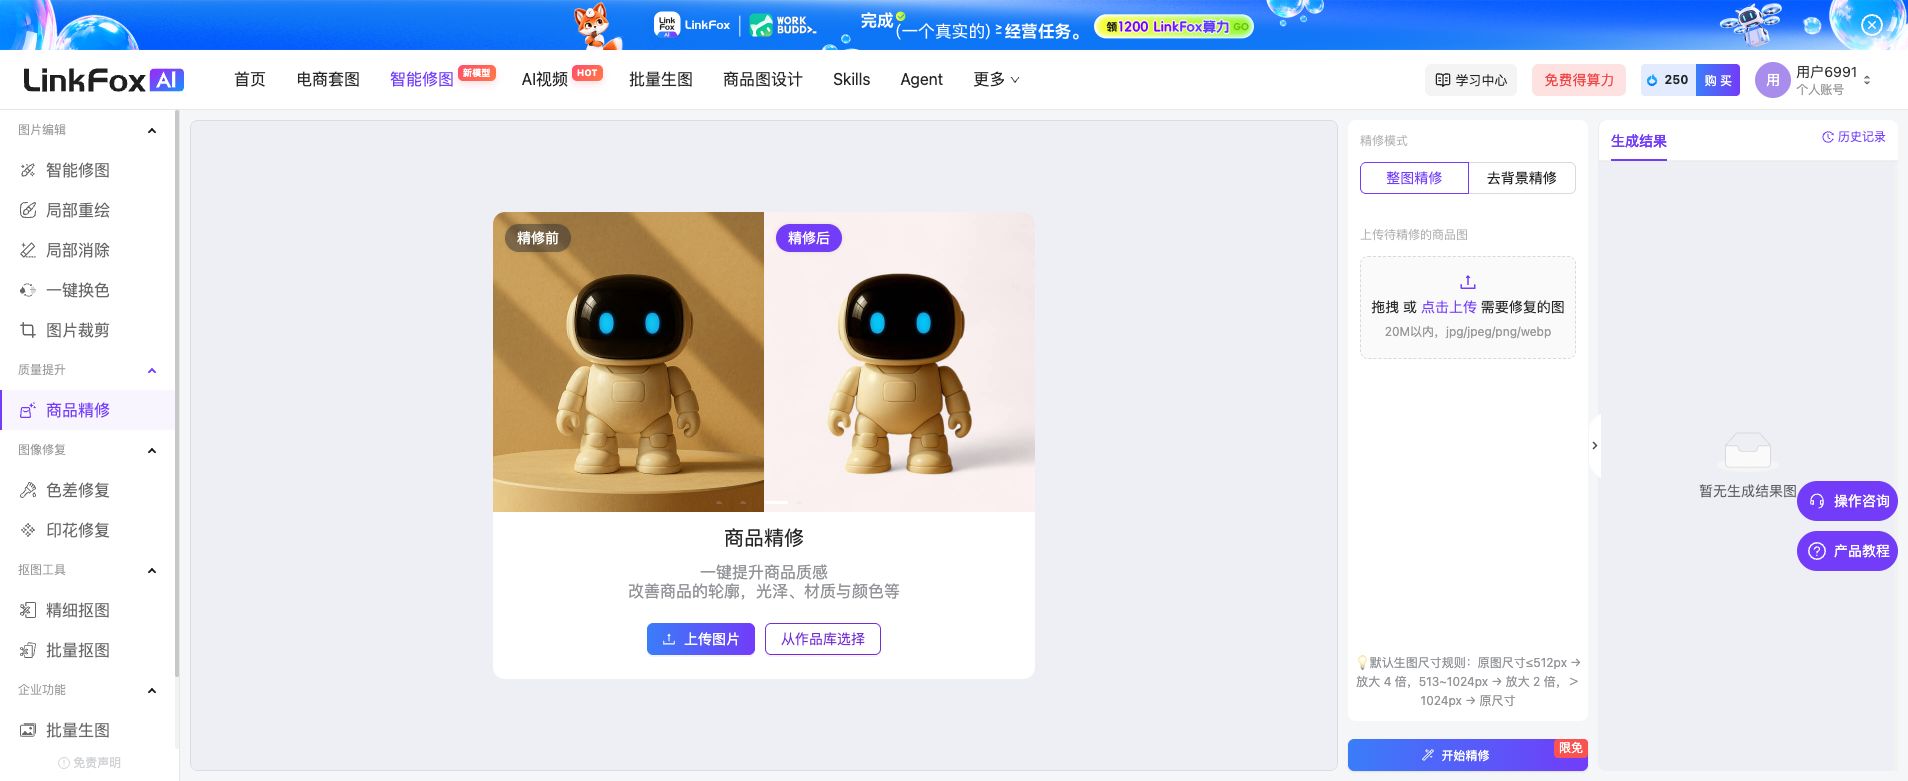 Link Fox AI LinkFox | WORK BUDD>_ 完成 (一个真实的) 经营任务。 领1200 LinkFox算力 GO
LinkFox AI
首页 电商套图 智能修图 新模型 AI视频 HOT 批量生图 商品图设计 Skills Agent 更多
学习中心 免费得算力 250 购买 用 用户6991
个人账号
图片编辑
智能修图
局部重绘
局部消除
一键换色
图片裁剪
质量提升
商品精修
图像修复
色差修复
印花修复
抠图工具
精细抠图
批量抠图
企业功能
批量生图
免责声明
精修前
精修后
商品精修
一键提升商品质感
改善商品的轮廓，光泽、材质与颜色等
上传图片 从作品库选择
精修模式
整图精修 去背景精修
上传待精修的商品图
拖拽 或 点击上传 需要修复的图
20M以内，jpg/jpeg/png/webp
💡默认生图尺寸规则：原图尺寸≤512px →
放大 4 倍，513~1024px → 放大 2 倍，＞
1024px → 原尺寸
开始精修 限免
生成结果 历史记录
暂无生成结果图
操作咨询
产品教程